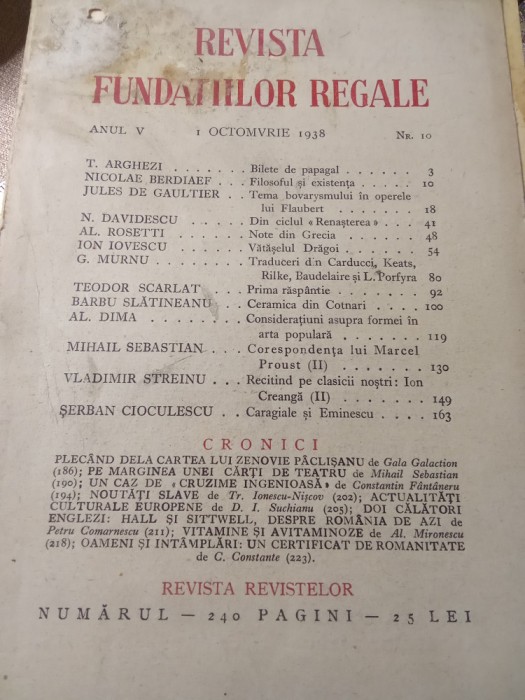 REVISTA
FUNDAȚIILOR REGALE
ANUL V 1 OCTOMVRIE 1938 NR. 10
T. ARGHEZI . . . . . . . Bilete de papagal . . . . . . 3
NICOLAE BERDIAEF . . . Filosoful și existența . . . . . 10
JULES DE GAULTIER . . . Tema bovarysmului în operele
lui Flaubert . . . . . . . 18
N. DAVIDESCU . . . . . Din ciclul « Renașterea » . . . 41
AL. ROSETTI . . . . . . Note din Grecia . . . . . . 48
ION IOVESCU . . . . . . Vătășelul Drăgoi . . . . . . 54
G. MURNU . . . . . . . Traduceri din Carducci, Keats,
Rilke, Baudelaire și L. Porfyra 80
TEODOR SCARLAT . . . Prima răspântie . . . . . . . 92
BARBU SLĂTINEANU . . Ceramica din Cotnari . . . . 100
AL. DIMA . . . . . . . . Considerațiuni asupra formei în
arta populară . . . . . . . 119
MIHAIL SEBASTIAN . . . Corespondența lui Marcel
Proust (II) . . . . . . . 130
VLADIMIR STREINU . . . Recitind pe clasicii noștri: Ion
Creangă (II) . . . . . . . 149
ȘERBAN CIOCULESCU . . Caragiale și Eminescu . . . . 163
CRONICI
PLECÂND DELA CARTEA LUI ZENOVIE PÂCLIȘANU de Gala Galaction
(186); PE MARGINEA UNEI CĂRȚI DE TEATRU de Mihail Sebastian
(190); UN CAZ DE « CRUZIME INGENIOASĂ » de Constantin Fântâneru
(194); NOUTĂȚI SLAVE de Tr. Ionescu-Nișcov (202); ACTUALITĂȚI
CULTURALE EUROPENE de D. I. Suchianu (205); DOI CĂLĂTORI
ENGLEZI: HALL ȘI SITTWELL, DESPRE ROMÂNIA DE AZI de
Petru Comarnescu (211); VITAMINE ȘI AVITAMINOZE de Al. Mironescu
(218); OAMENI ȘI ÎNTÂMPLĂRI: UN CERTIFICAT DE ROMANITATE
de C. Constante (223).
REVISTA REVISTELOR
NUMĂRUL — 240 PAGINI — 25 LEI